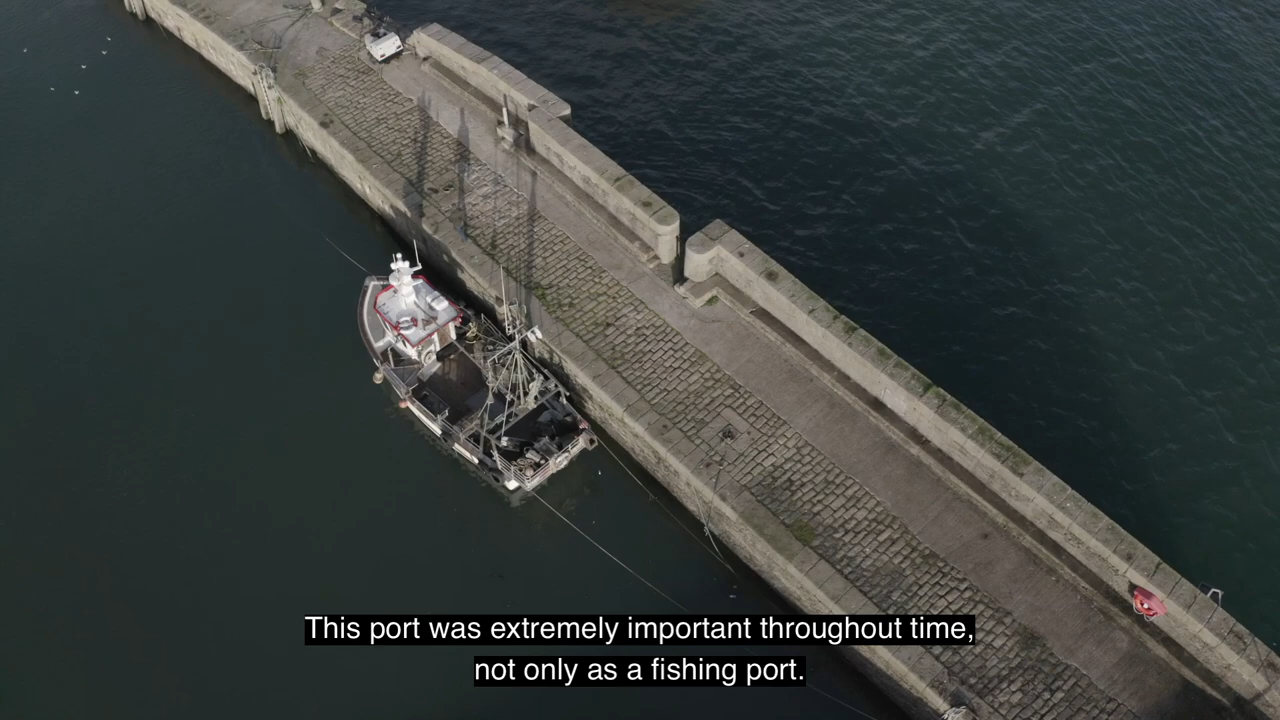 This port was extremely important throughout time,
not only as a fishing port.